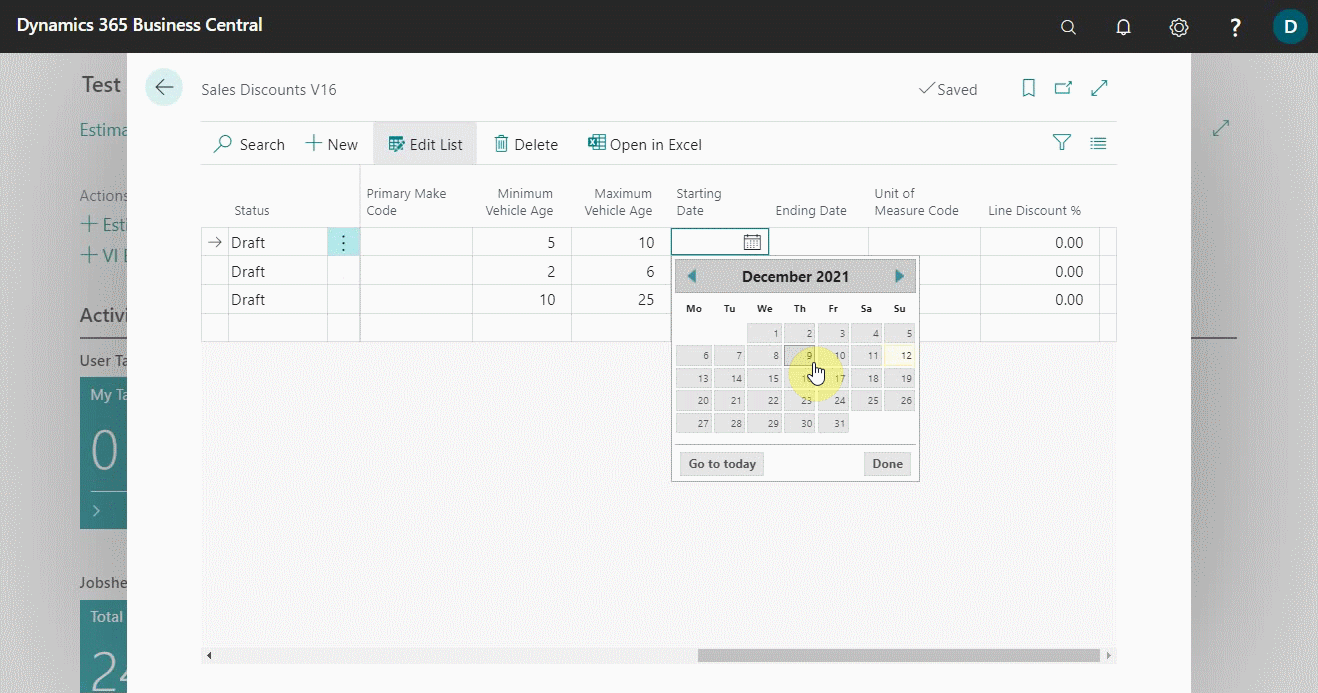 Dynamics 365 Business Central
?
D
Test
Sales Discounts V16
Saved
Estima
Search
New
Edit List
Delete
Open in Excel
Actions
+ Esti
+ VI E
Activi
User Ta
My Ta
0
Jobshe
Total
24
Status
Primary Make Code
Minimum Vehicle Age
Maximum Vehicle Age
Starting Date
Ending Date
Unit of Measure Code
Line Discount %
Draft 5 10 0.00
Draft 2 6 0.00
Draft 10 25 0.00
December 2021
Mo Tu We Th Fr Sa Su
1 2 3 4 5
6 7 8 9 10 11 12
13 14 15 16 17 18 19
20 21 22 23 24 25 26
27 28 29 30 31
Go to today
Done